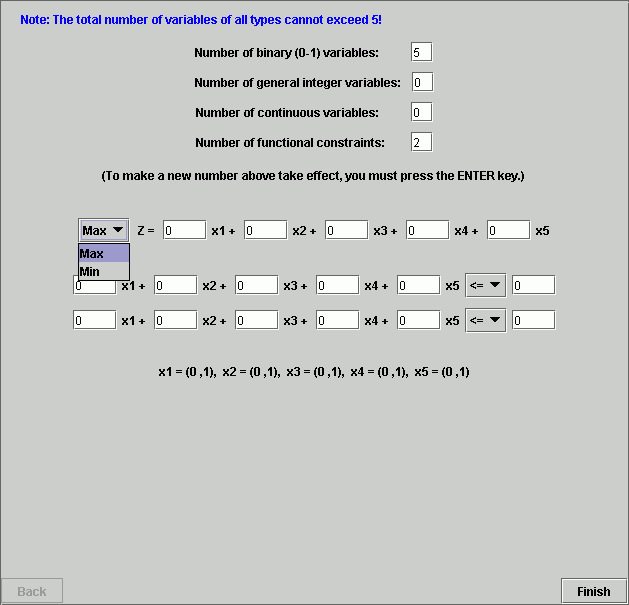 Note: The total number of variables of all types cannot exceed 5!
Number of binary (0-1) variables: 5
Number of general integer variables: 0
Number of continuous variables: 0
Number of functional constraints: 2
(To make a new number above take effect, you must press the ENTER key.)
Max Z = 0 x1 + 0 x2 + 0 x3 + 0 x4 + 0 x5
Max
Min
0 x1 + 0 x2 + 0 x3 + 0 x4 + 0 x5 <= 0
0 x1 + 0 x2 + 0 x3 + 0 x4 + 0 x5 <= 0
x1 = (0 ,1), x2 = (0 ,1), x3 = (0 ,1), x4 = (0 ,1), x5 = (0 ,1)
Back Finish